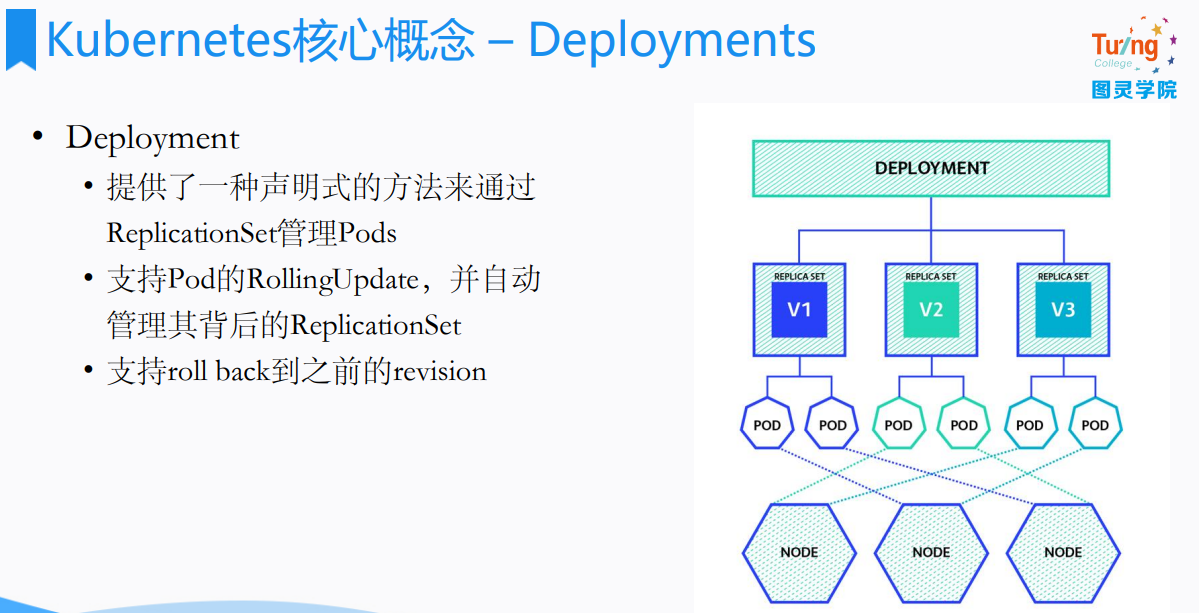 Kubernetes核心概念 – Deployments
Turing
College
图灵学院
• Deployment
• 提供了一种声明式的方法来通过
ReplicationSet管理Pods
• 支持Pod的RollingUpdate，并自动
管理其背后的ReplicationSet
• 支持roll back到之前的revision
DEPLOYMENT
REPLICA SET REPLICA SET REPLICA SET
V1 V2 V3
POD POD POD POD POD POD
NODE NODE NODE